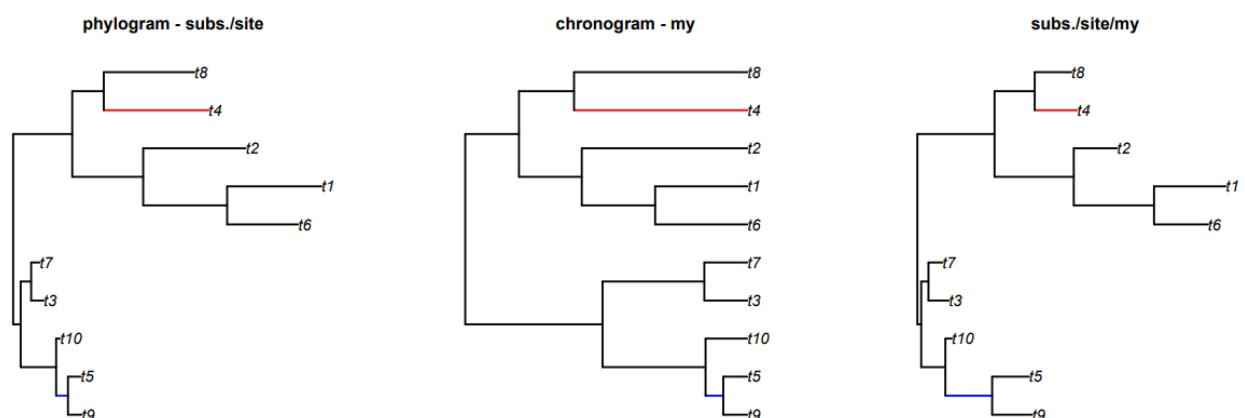 phylogram - subs./site
t8
t4
t2
t1
t6
t7
t3
t10
t5
t9
chronogram - my
t8
t4
t2
t1
t6
t7
t3
t10
t5
t9
subs./site/my
t8
t4
t2
t1
t6
t7
t3
t10
t5
t9